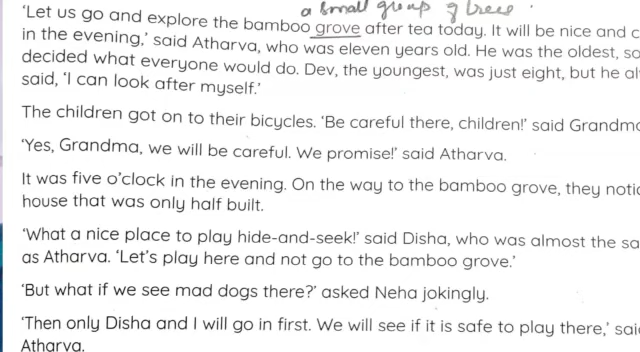 a small group of trees.
'Let us go and explore the bamboo grove after tea today. It will be nice and
in the evening,' said Atharva, who was eleven years old. He was the oldest, so
decided what everyone would do. Dev, the youngest, was just eight, but he
said, 'I can look after myself.'
The children got on to their bicycles. 'Be careful there, children!' said Grandma
'Yes, Grandma, we will be careful. We promise!' said Atharva.
It was five o'clock in the evening. On the way to the bamboo grove, they
house that was only half built.
'What a nice place to play hide-and-seek!' said Disha, who was almost the
as Atharva. 'Let's play here and not go to the bamboo grove.'
'But what if we see mad dogs there?' asked Neha jokingly.
'Then only Disha and I will go in first. We will see if it is safe to play there,'
Atharva.